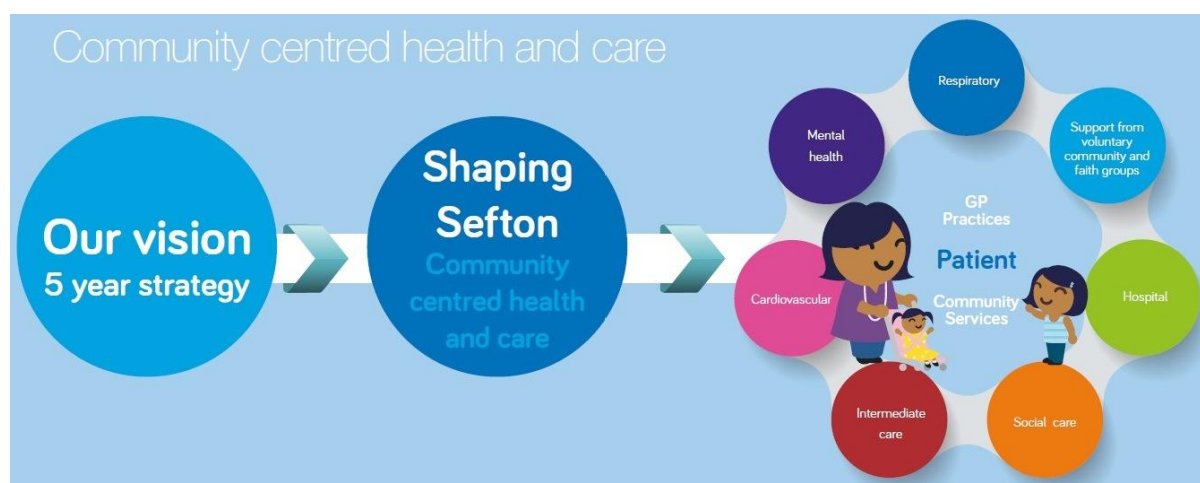 Community centred health and care
Our vision
5 year strategy
Shaping
Sefton
Community
centred health
and care
Respiratory
Support from
voluntary
community and
faith groups
Hospital
Social care
Intermediate
care
Cardiovascular
Mental
health
GP
Practices
Patient
Community
Services